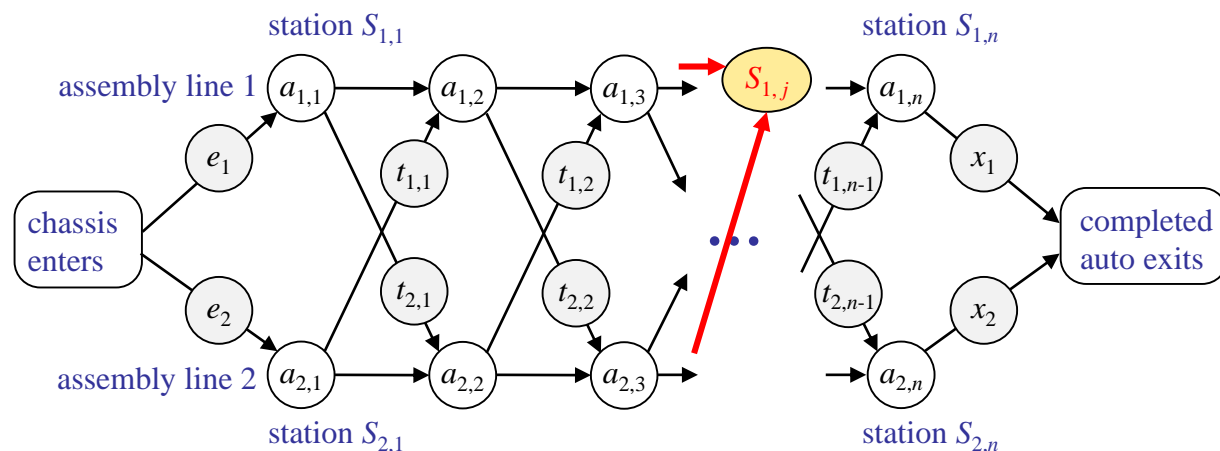 station S1,1
station S1,n
assembly line 1
a1,1
a1,2
a1,3
S1, j
a1,n
e1
t1,1
t1,2
t1,n-1
x1
chassis
enters
...
completed
auto exits
e2
t2,1
t2,2
t2,n-1
x2
assembly line 2
a2,1
a2,2
a2,3
a2,n
station S2,1
station S2,n